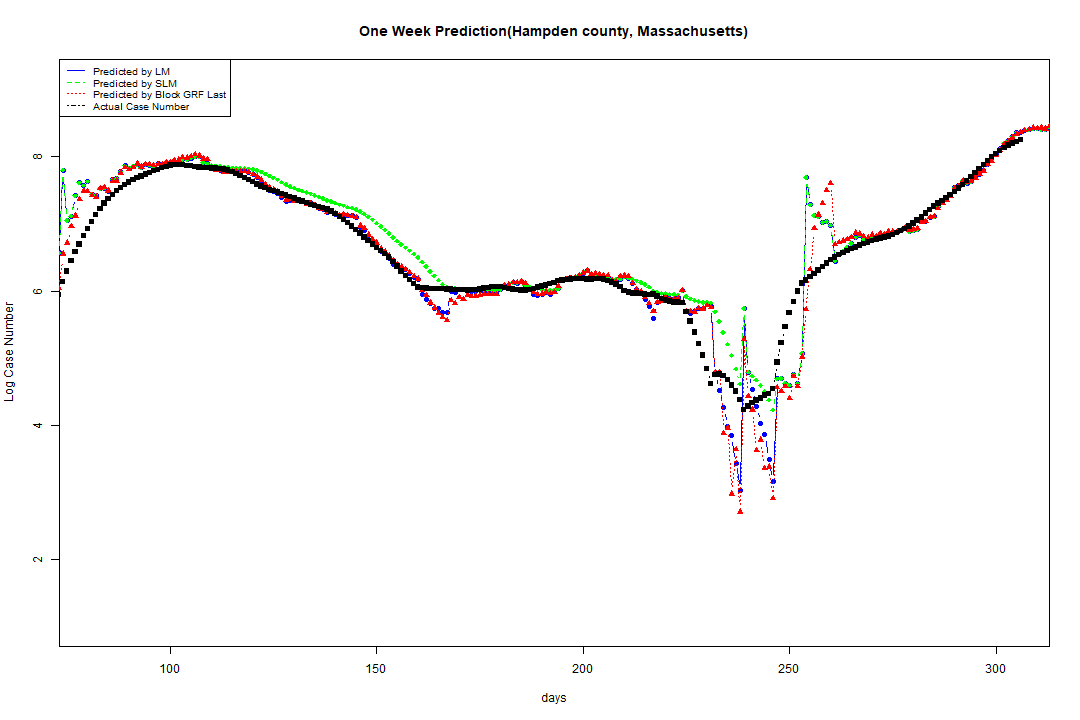 One Week Prediction(Hampden county, Massachusetts)
Predicted by LM
Predicted by SLM
Predicted by Block GRF Last
Actual Case Number
8
6
4
2
Log Case Number
100 150 200 250 300
days